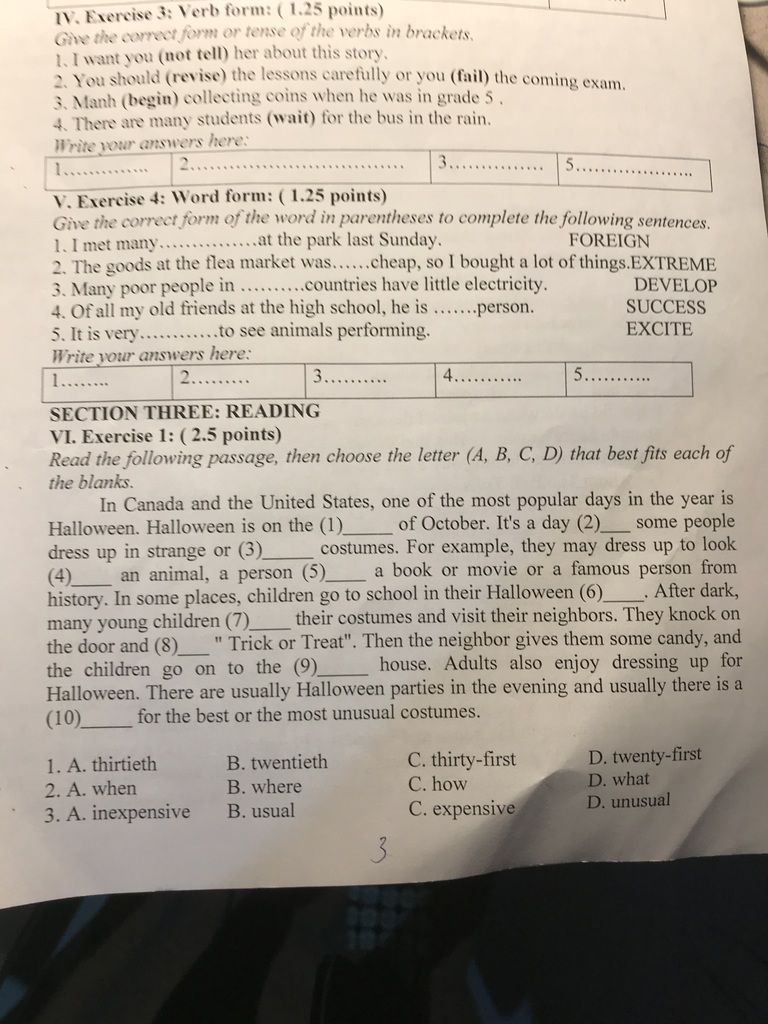 IV. Exercise 3: Verb form: ( 1.25 points)
Give the correct form or tense of the verbs in brackets.
1. I want you (not tell) her about this story.
2. You should (revise) the lessons carefully or you (fail) the coming exam.
3. Manh (begin) collecting coins when he was in grade 5 .
4. There are many students (wait) for the bus in the rain.
Write your answers here:
1.............. 2................................. 3............... 5....................
V. Exercise 4: Word form: ( 1.25 points)
Give the correct form of the word in parentheses to complete the following sentences.
1. I met many...............at the park last Sunday. FOREIGN
2. The goods at the flea market was......cheap, so I bought a lot of things.EXTREME
3. Many poor people in ..........countries have little electricity. DEVELOP
4. Of all my old friends at the high school, he is .......person. SUCCESS
5. It is very............to see animals performing. EXCITE
Write your answers here:
1........ 2......... 3.......... 4........... 5...........
SECTION THREE: READING
VI. Exercise 1: ( 2.5 points)
Read the following passage, then choose the letter (A, B, C, D) that best fits each of
the blanks.
In Canada and the United States, one of the most popular days in the year is
Halloween. Halloween is on the (1)_____ of October. It's a day (2)___ some people
dress up in strange or (3)_____ costumes. For example, they may dress up to look
(4)____ an animal, a person (5)____ a book or movie or a famous person from
history. In some places, children go to school in their Halloween (6)____. After dark,
many young children (7)____ their costumes and visit their neighbors. They knock on
the door and (8)___ " Trick or Treat". Then the neighbor gives them some candy, and
the children go on to the (9)_____ house. Adults also enjoy dressing up for
Halloween. There are usually Halloween parties in the evening and usually there is a
(10)_____ for the best or the most unusual costumes.
1. A. thirtieth B. twentieth C. thirty-first D. twenty-first
2. A. when B. where C. how D. what
3. A. inexpensive B. usual C. expensive D. unusual
3